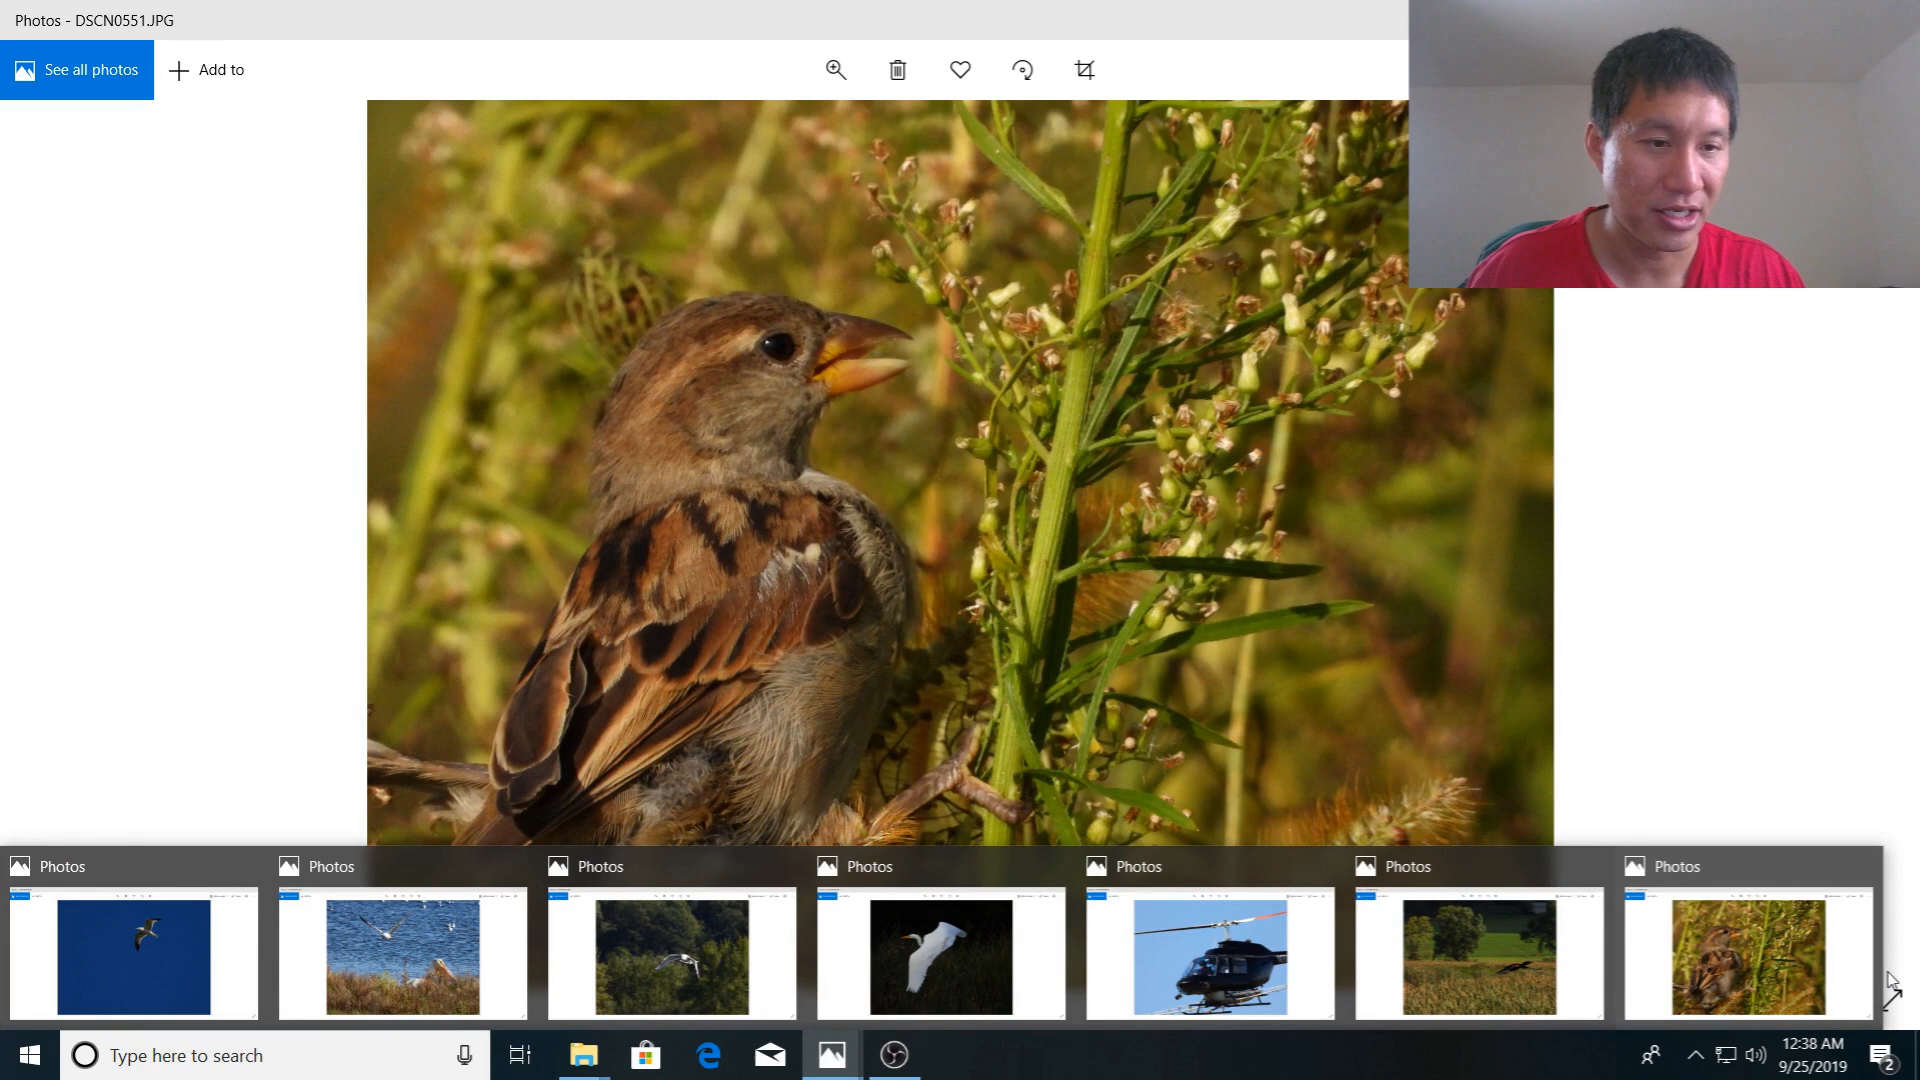 Photos - DSCN0551.JPG
See all photos
Add to
Photos
Photos
Photos
Photos
Photos
Photos
Photos
Type here to search
12:38 AM
9/25/2019
2